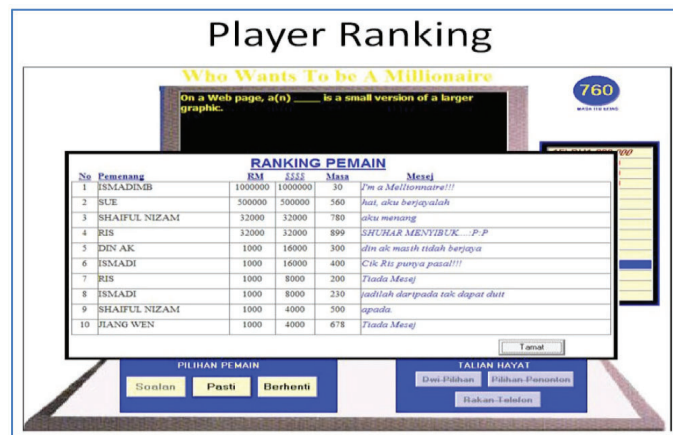 Player Ranking
Who Wants To be A Millionaire
On a Web page, a(n) ____ is a small version of a larger
graphic.
760
RANKING PEMAIN
No Pemenang RM $$$$ Masa Mesej
1 ISMADIMB 1000000 1000000 30 I'm a Mellionnaire!!!
2 SUE 500000 500000 560 hai, aku berjayalah
3 SHAIFUL NIZAM 32000 32000 780 aku menang
4 RIS 32000 32000 899 SHUHAR MENYIBUK....:P:P
5 DIN AK 1000 16000 300 din ak masih tidak berjaya
6 ISMADI 1000 16000 400 Cik Ris punya pasal!!!
7 RIS 1000 8000 200 Tiada Mesej
8 ISMADI 1000 8000 230 jadilah daripada tak dapat duit
9 SHAIFUL NIZAM 1000 4000 500 apada.
10 JIANG WEN 1000 4000 678 Tiada Mesej
Tamat
PILIHAN PEMAIN
Soalan Pasti Berhenti
TALIAN HAYAT
Dwi-Pilihan Pilihan-Penonton
Rakan-Telefon